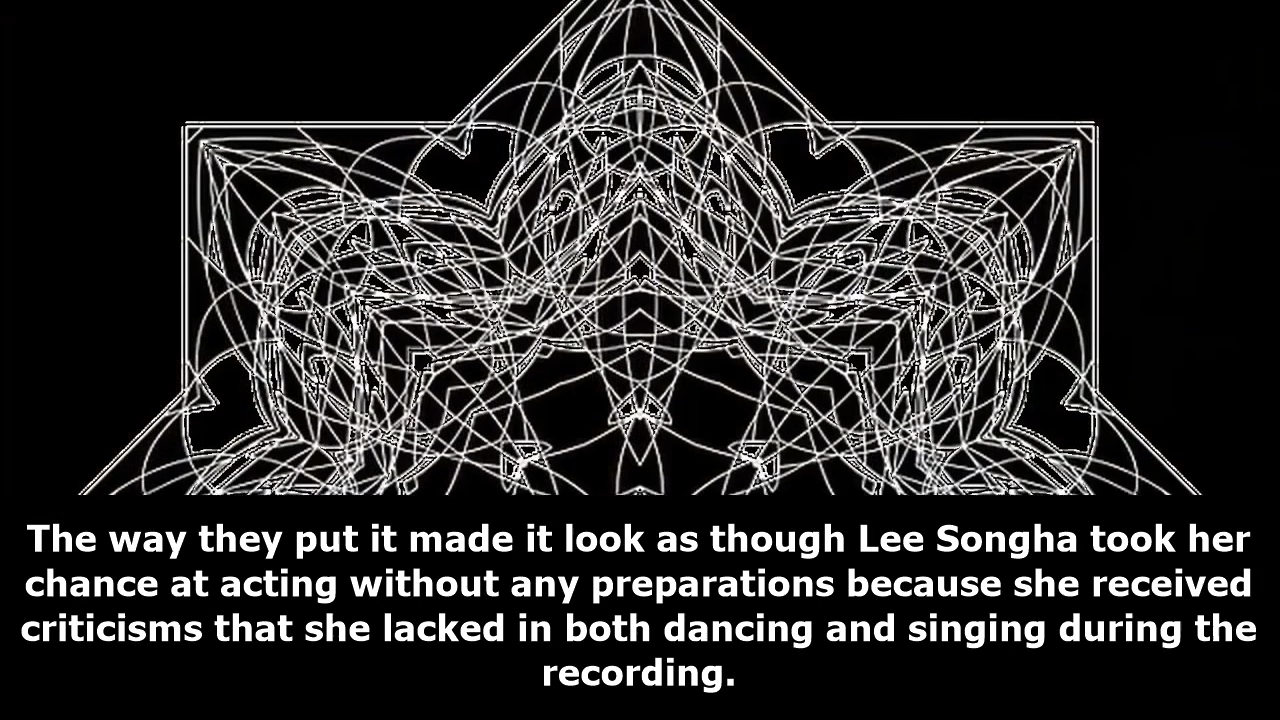 The way they put it made it look as though Lee Songha took her
chance at acting without any preparations because she received
criticisms that she lacked in both dancing and singing during the
recording.